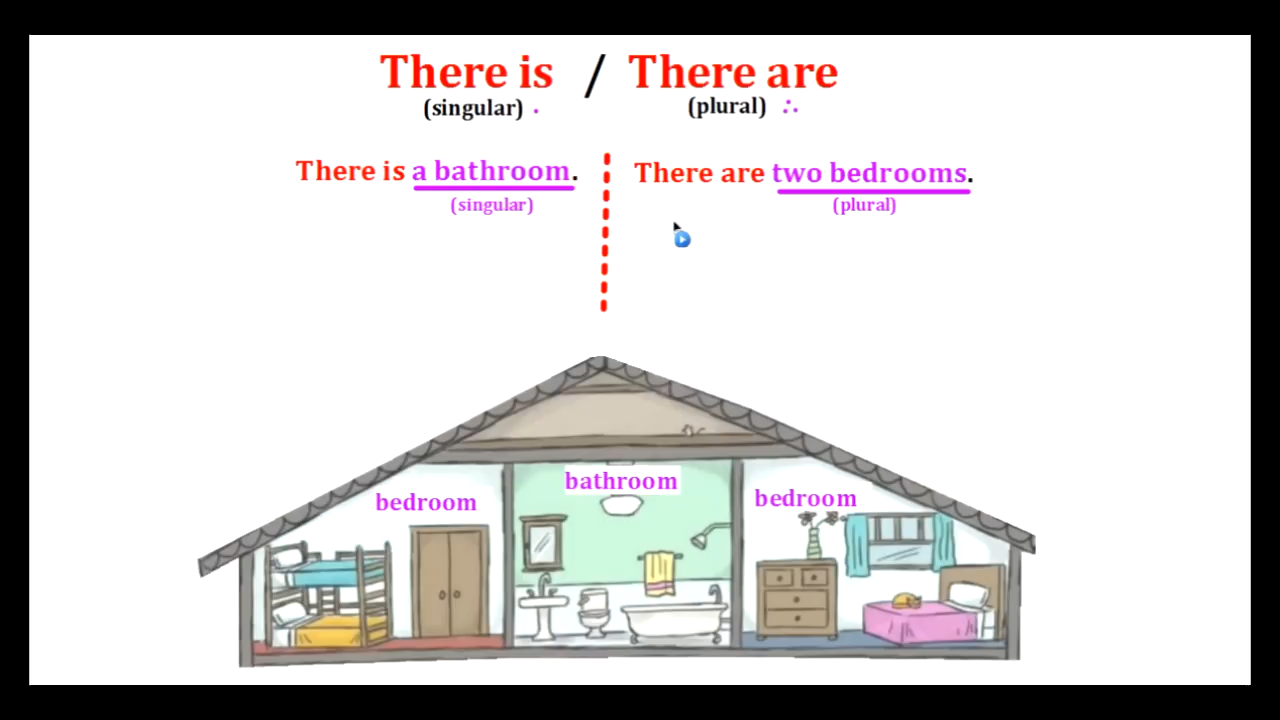 There is / There are
(singular) . (plural) ∴
There is a bathroom. There are two bedrooms.
(singular) (plural)
bathroom
bedroom bedroom